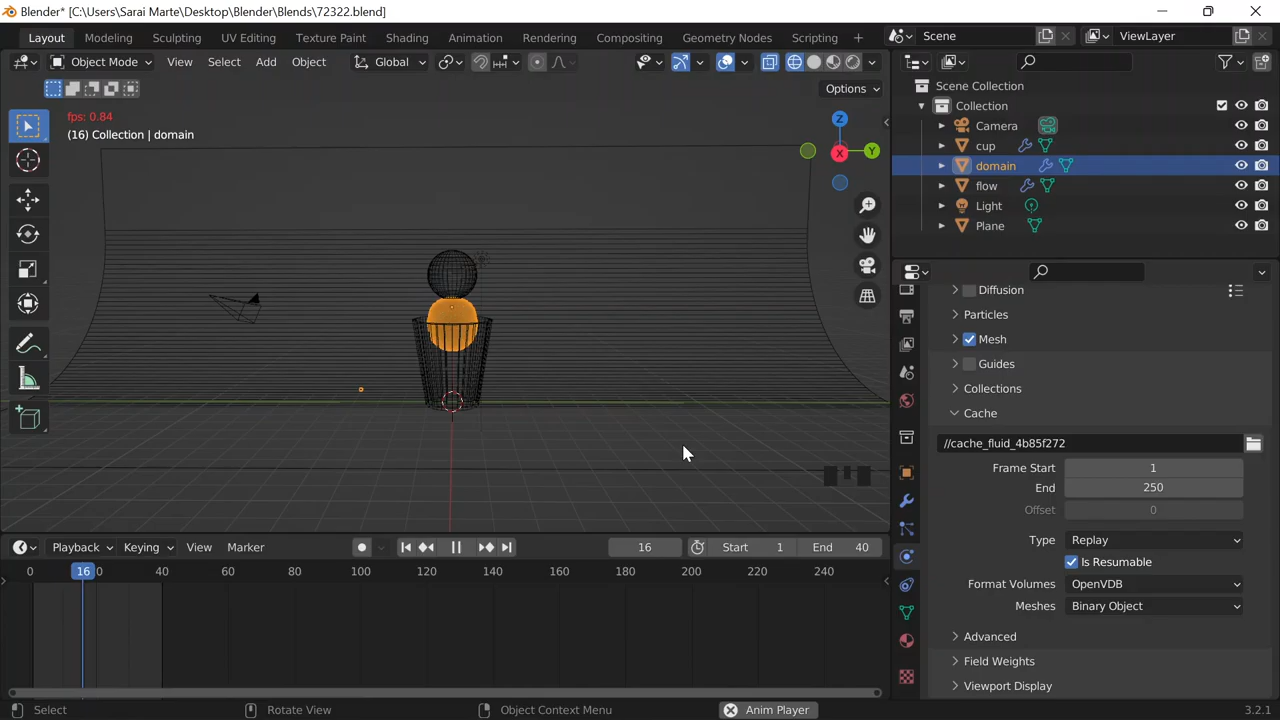 Blender* [C:\Users\Sarai Marte\Desktop\Blender\Blends\72322.blend]
Layout Modeling Sculpting UV Editing Texture Paint Shading Animation Rendering Compositing Geometry Nodes Scripting + Scene ViewLayer
Object Mode View Select Add Object Global
Options
fps: 0.84
(16) Collection | domain
Z
X
Y
Scene Collection
Collection
Camera
cup
domain
flow
Light
Plane
Diffusion
Particles
Mesh
Guides
Collections
Cache
//cache_fluid_4b85f272
Frame Start 1
End 250
Offset 0
Type Replay
Is Resumable
Format Volumes OpenVDB
Meshes Binary Object
Advanced
Field Weights
Viewport Display
Playback Keying View Marker 16 Start 1 End 40
0 16 0 40 60 80 100 120 140 160 180 200 220 240
Select Rotate View Object Context Menu Anim Player 3.2.1